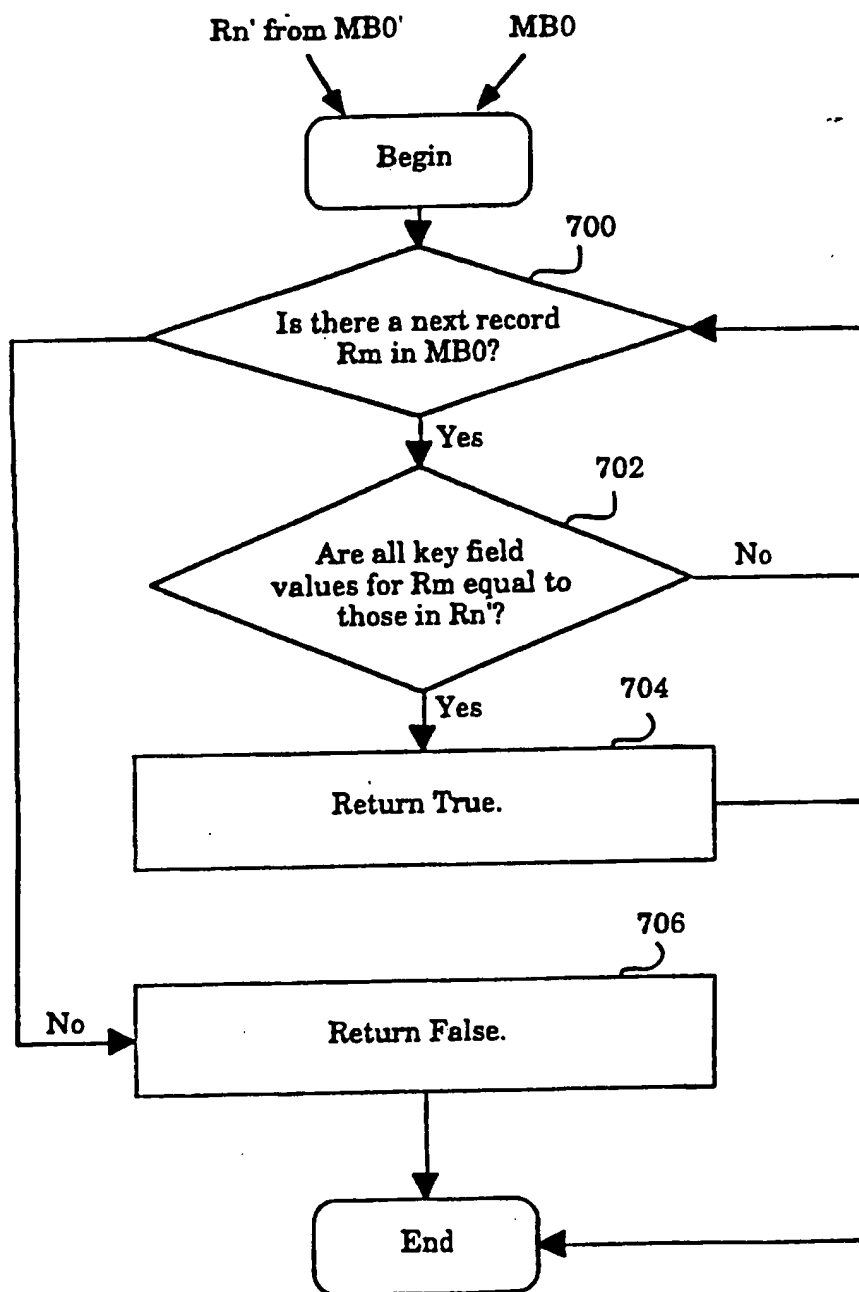 Rn' from MB0' MB0
Begin
700
Is there a next record
Rm in MB0?
Yes
702
Are all key field
values for Rm equal to
those in Rn'?
No
Yes
704
Return True.
706
No
Return False.
End